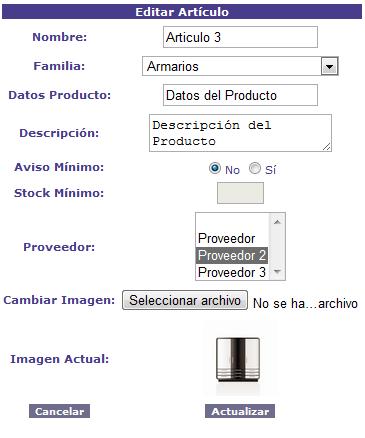 Editar Artículo
Nombre: Articulo 3
Familia: Armarios
Datos Producto: Datos del Producto
Descripción: Descripción del
Producto
Aviso Mínimo: No Sí
Stock Mínimo:
Proveedor
Proveedor: Proveedor 2
Proveedor 3
Cambiar Imagen: Seleccionar archivo No se ha...archivo
Imagen Actual:
Cancelar Actualizar